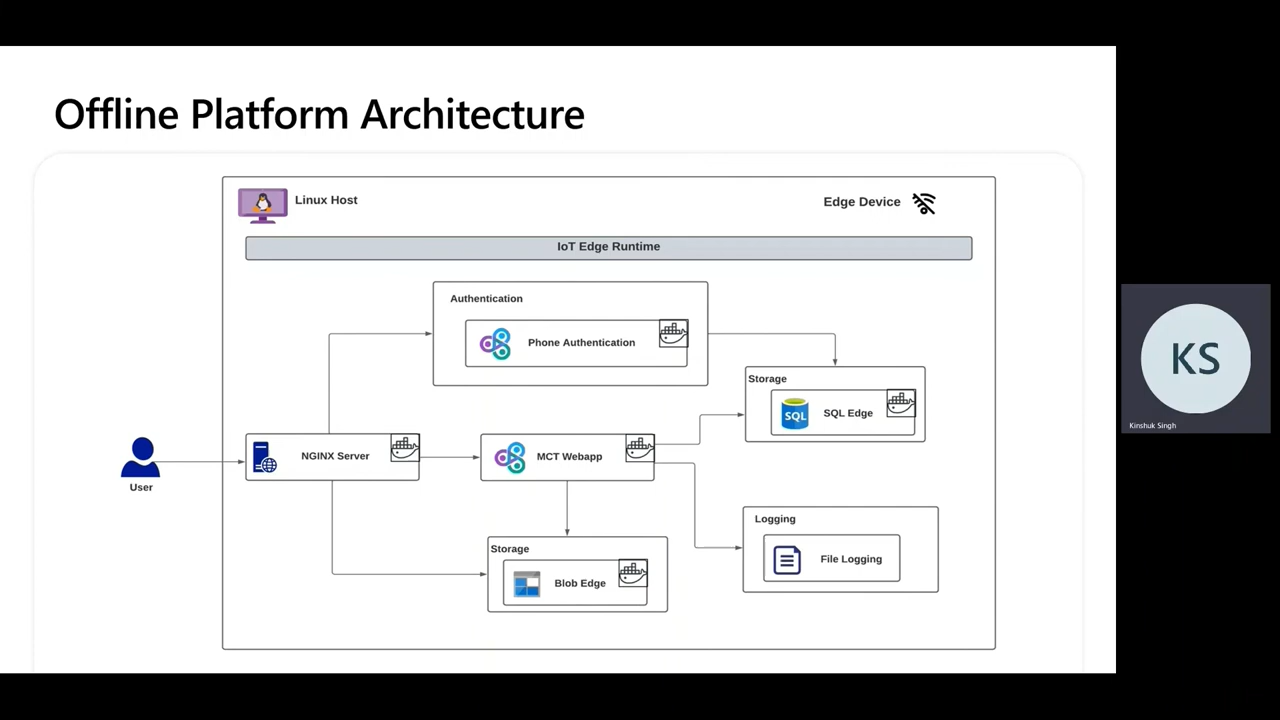 Offline Platform Architecture
Linux Host
Edge Device
IoT Edge Runtime
Authentication
Phone Authentication
Storage
SQL
SQL Edge
NGINX Server
MCT Webapp
User
Storage
Blob Edge
Logging
File Logging
KS
Kinshuk Singh